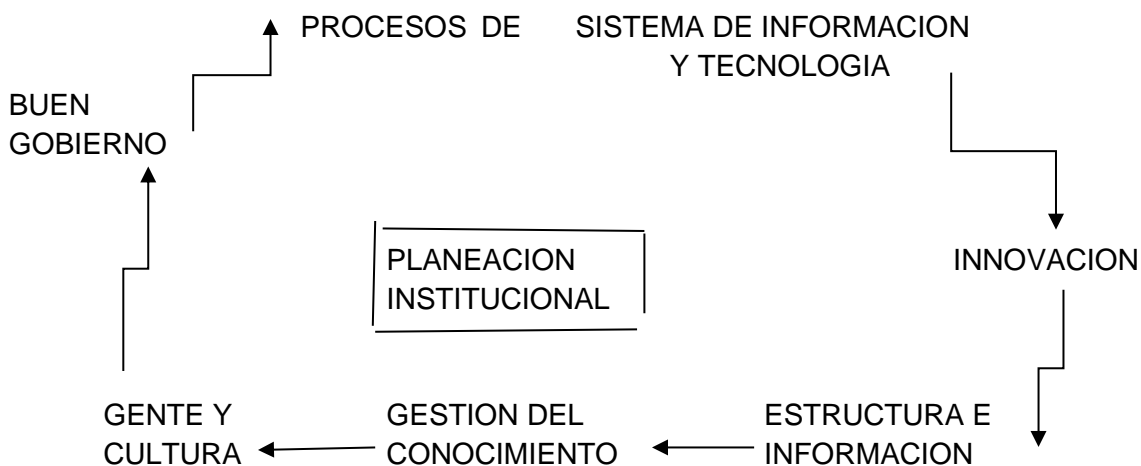 PROCESOS DE
SISTEMA DE INFORMACION
Y TECNOLOGIA
BUEN
GOBIERNO
PLANEACION
INSTITUCIONAL
INNOVACION
GENTE Y
CULTURA
GESTION DEL
CONOCIMIENTO
ESTRUCTURA E
INFORMACION